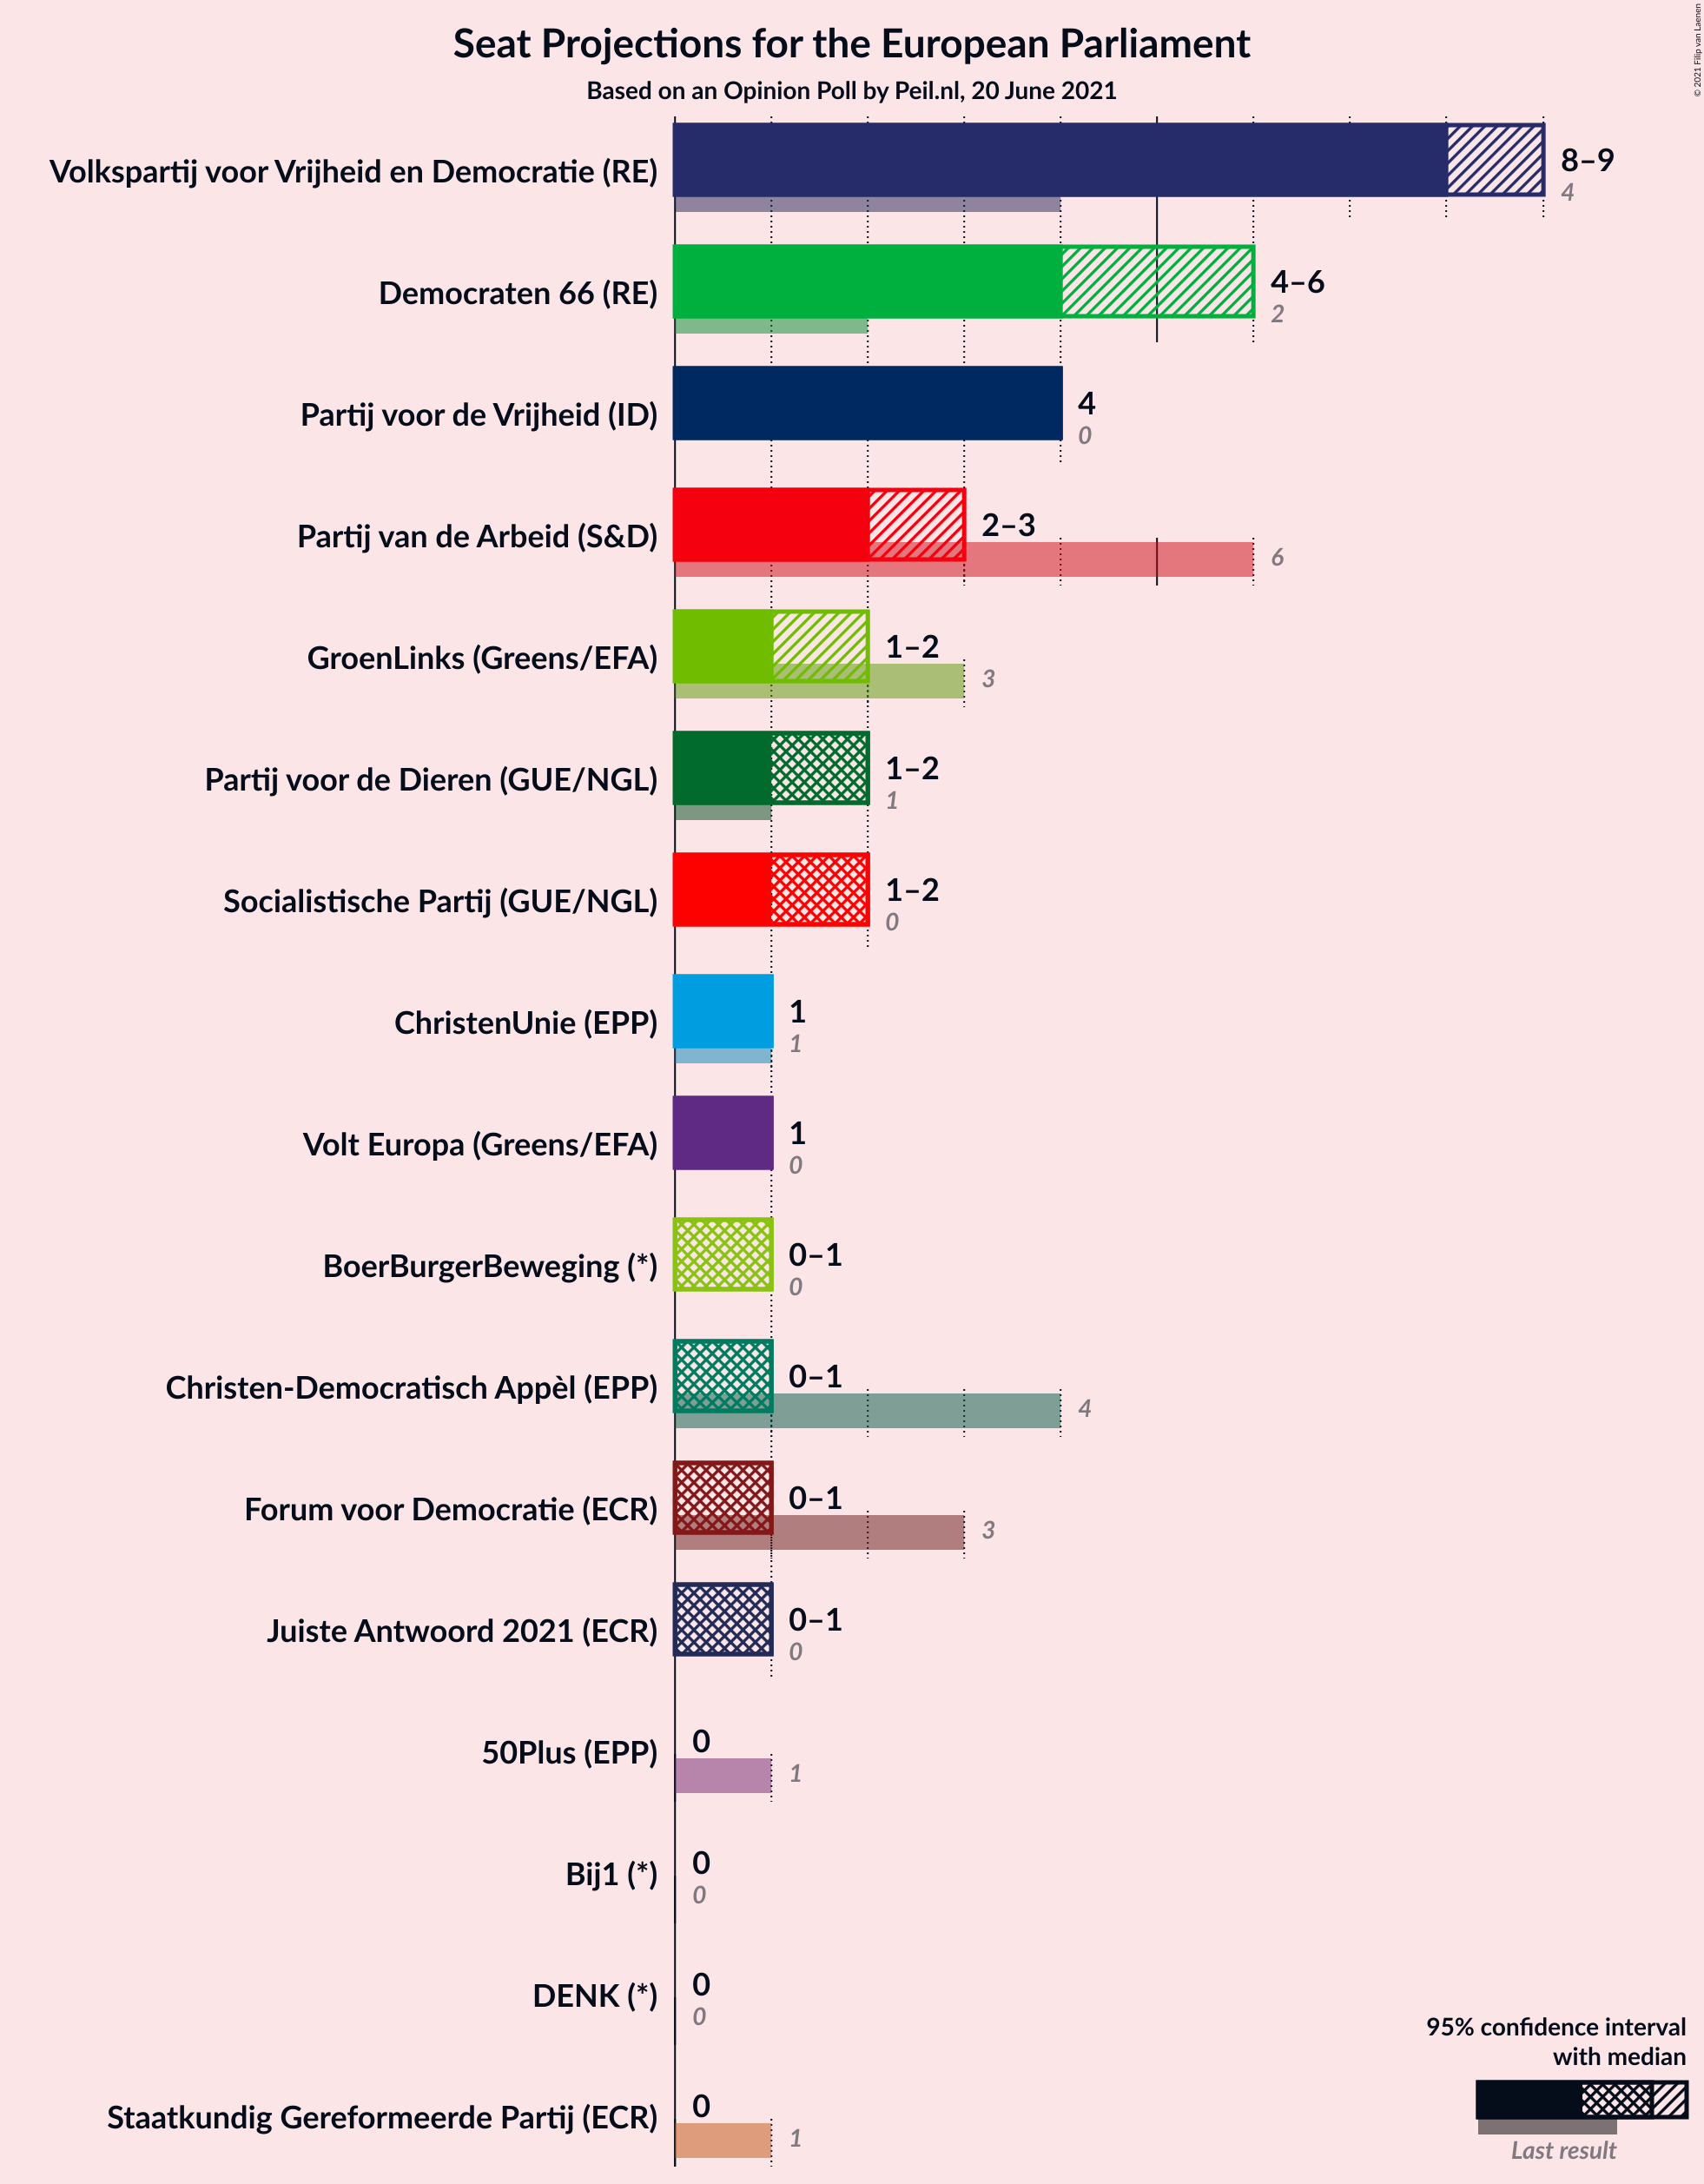 Seat Projections for the European Parliament
Based on an Opinion Poll by Peil.nl, 20 June 2021
© 2021 Filip van Laenen
Volkspartij voor Vrijheid en Democratie (RE)
8–9
4
Democraten 66 (RE)
4–6
2
Partij voor de Vrijheid (ID)
4
0
Partij van de Arbeid (S&D)
2–3
6
GroenLinks (Greens/EFA)
1–2
3
Partij voor de Dieren (GUE/NGL)
1–2
1
Socialistische Partij (GUE/NGL)
1–2
0
ChristenUnie (EPP)
1
1
Volt Europa (Greens/EFA)
1
0
BoerBurgerBeweging (*)
0–1
0
Christen-Democratisch Appèl (EPP)
0–1
4
Forum voor Democratie (ECR)
0–1
3
Juiste Antwoord 2021 (ECR)
0–1
0
50Plus (EPP)
0
1
Bij1 (*)
0
0
DENK (*)
0
0
Staatkundig Gereformeerde Partij (ECR)
0
1
95% confidence interval
with median
Last result